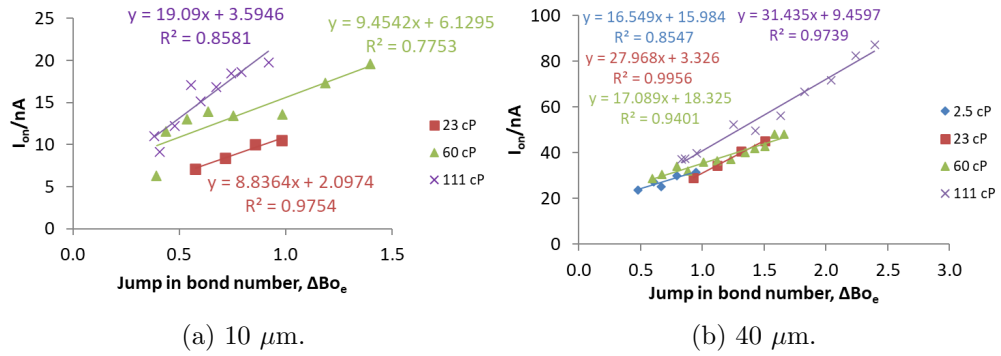 y = 19.09x + 3.5946
R² = 0.8581
y = 9.4542x + 6.1295
R² = 0.7753
25
20
15
10
5
0
I_on/nA
8.8364x + 2.0974
R² = 0.9754
23 cP
60 cP
111 cP
0.0 0.5 1.0 1.5
Jump in bond number, ΔBo_e
(a) 10 μm.
y = 16.549x + 15.984
R² = 0.8547
y = 31.435x + 9.4597
R² = 0.9739
y = 27.968x + 3.326
R² = 0.9956
y = 17.089x + 18.325
R² = 0.9401
100
80
60
40
20
0
I_on/nA
2.5 cP
23 cP
60 cP
111 cP
0.0 0.5 1.0 1.5 2.0 2.5 3.0
Jump in bond number, ΔBo_e
(b) 40 μm.